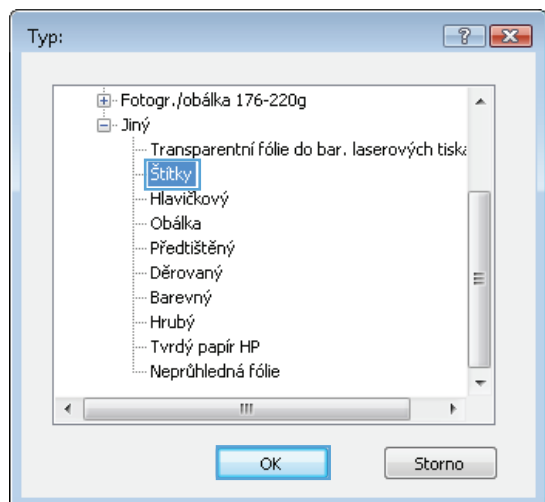 Typ:
Fotogr./obálka 176-220g
Jiný
Transparentní fólie do bar. laserových tiská
Štítky
Hlavičkový
Obálka
Předtištěný
Děrovaný
Barevný
Hrubý
Tvrdý papír HP
Neprůhledná fólie
OK
Storno